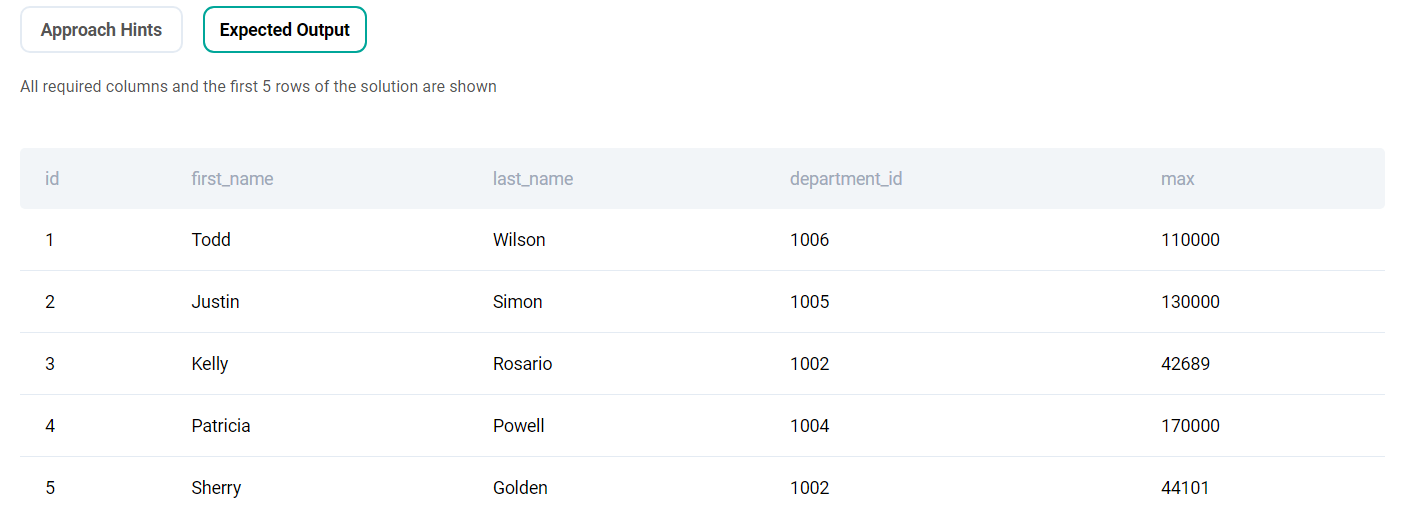 Approach Hints Expected Output
All required columns and the first 5 rows of the solution are shown
id first_name last_name department_id max
1 Todd Wilson 1006 110000
2 Justin Simon 1005 130000
3 Kelly Rosario 1002 42689
4 Patricia Powell 1004 170000
5 Sherry Golden 1002 44101